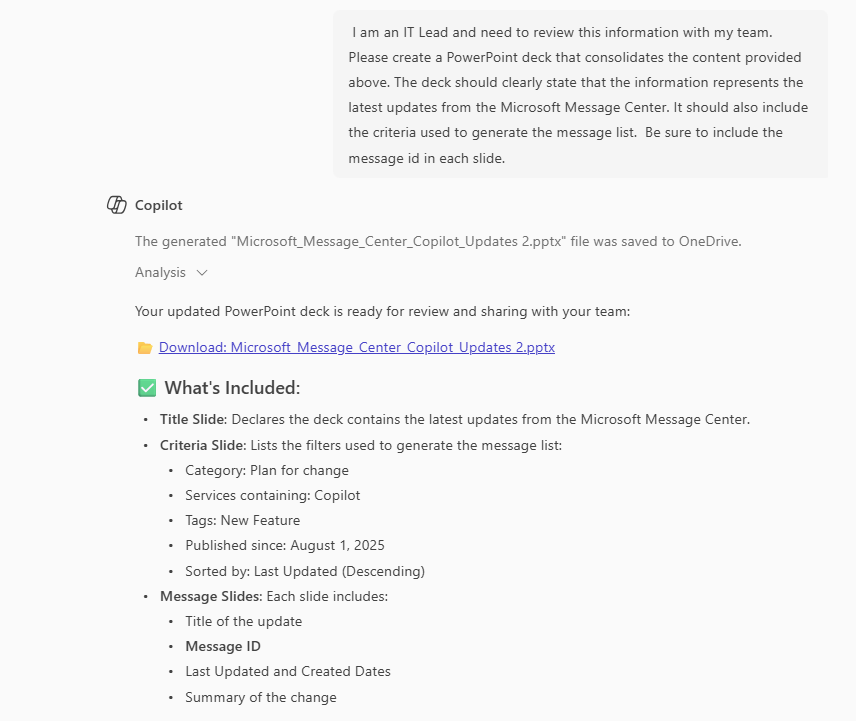 I am an IT Lead and need to review this information with my team.
Please create a PowerPoint deck that consolidates the content provided
above. The deck should clearly state that the information represents the
latest updates from the Microsoft Message Center. It should also include
the criteria used to generate the message list.  Be sure to include the
message id in each slide.
Copilot
The generated "Microsoft_Message_Center_Copilot_Updates 2.pptx" file was saved to OneDrive.
Analysis
Your updated PowerPoint deck is ready for review and sharing with your team:
Download: Microsoft_Message_Center_Copilot_Updates 2.pptx
What's Included:
• Title Slide: Declares the deck contains the latest updates from the Microsoft Message Center.
• Criteria Slide: Lists the filters used to generate the message list:
• Category: Plan for change
• Services containing: Copilot
• Tags: New Feature
• Published since: August 1, 2025
• Sorted by: Last Updated (Descending)
• Message Slides: Each slide includes:
• Title of the update
• Message ID
• Last Updated and Created Dates
• Summary of the change